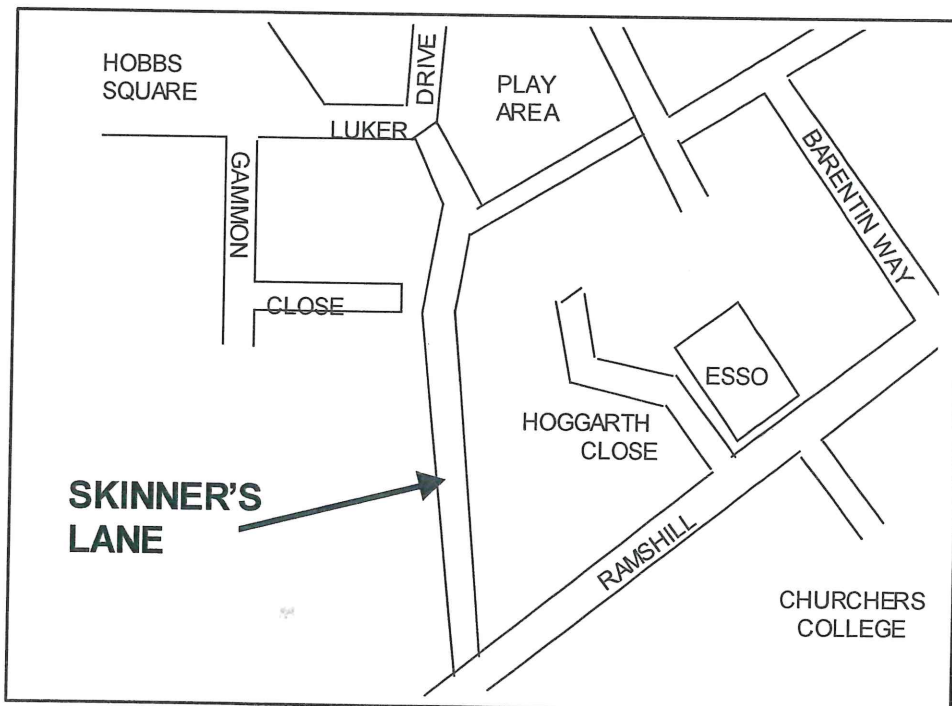 HOBBS
SQUARE
DRIVE
PLAY
AREA
LUKER
GAMMON
BARENTIN WAY
CLOSE
ESSO
HOGGARTH
CLOSE
SKINNER'S
LANE
RAMSHILL
CHURCHERS
COLLEGE